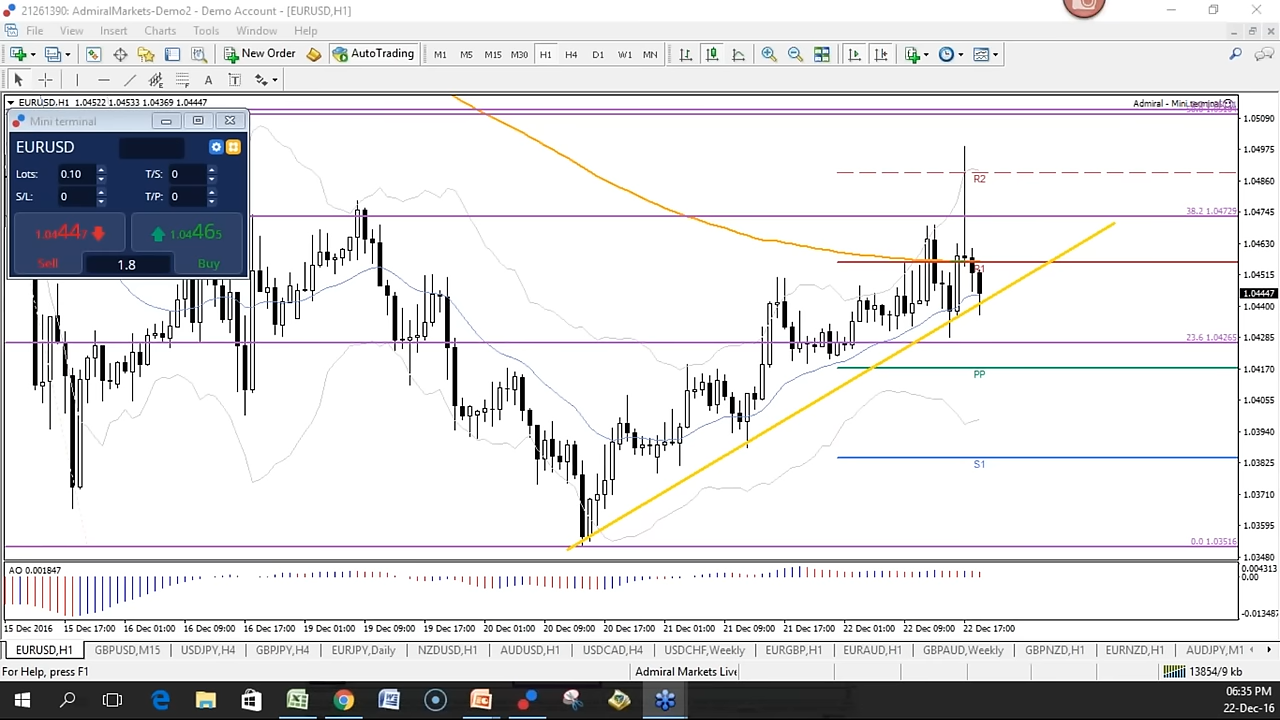 21261390: AdmiralMarkets-Demo2 - Demo Account - [EURUSD,H1]
File View Insert Charts Tools Window Help
New Order AutoTrading M1 M5 M15 M30 H1 H4 D1 W1 MN
A T
EURUSD,H1 1.04522 1.04533 1.04369 1.04447
Admiral - Mini terminal
Mini terminal
EURUSD
Lots: 0.10 T/S: 0
S/L: 0 T/P: 0
1.04447 1.04465
Sell 1.8 Buy
1.05090
1.04975
1.04860
1.04745
1.04630
1.04515
1.04447
1.04400
1.04285
1.04170
1.04055
1.03940
1.03825
1.03710
1.03595
1.03480
R2
38.2 1.04729
R1
23.6 1.04265
PP
S1
0.0 1.03516
AO 0.001847
0.004313
0.00
-0.013487
15 Dec 2016 15 Dec 17:00 16 Dec 01:00 16 Dec 09:00 16 Dec 17:00 19 Dec 01:00 19 Dec 09:00 19 Dec 17:00 20 Dec 01:00 20 Dec 09:00 20 Dec 17:00 21 Dec 01:00 21 Dec 09:00 21 Dec 17:00 22 Dec 01:00 22 Dec 09:00 22 Dec 17:00
EURUSD,H1 GBPUSD,M15 USDJPY,H4 GBPJPY,H4 EURJPY,Daily NZDUSD,H1 AUDUSD,H1 USDCAD,H4 USDCHF,Weekly EURGBP,H1 EURAUD,H1 GBPAUD,Weekly GBPNZD,H1 EURNZD,H1 AUDJPY,M1
For Help, press F1 Admiral Markets Live 13854/9 kb
06:35 PM
22-Dec-16